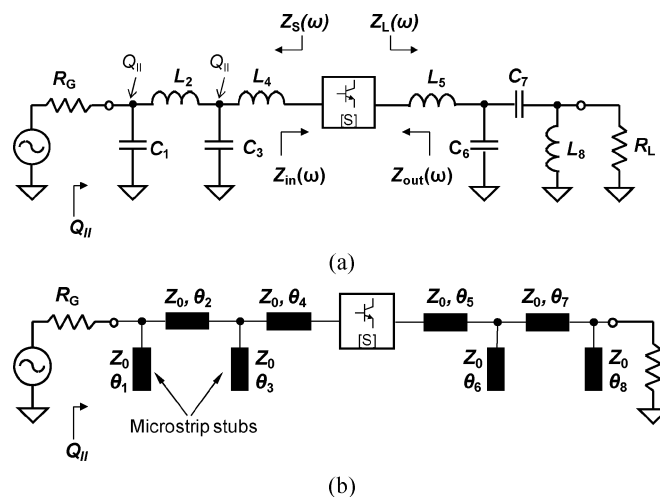 Z_S(ω) Z_L(ω)
R_G Q_II L_2 Q_II L_4 L_5 C_7
[S]
C_1 C_3 C_6 L_8 R_L
Z_in(ω) Z_out(ω)
Q_II
(a)
R_G Z_0, θ_2 Z_0, θ_4 Z_0, θ_5 Z_0, θ_7
[S]
Z_0 Z_0 Z_0 Z_0
θ_1 θ_3 θ_6 θ_8
Microstrip stubs
Q_II
(b)